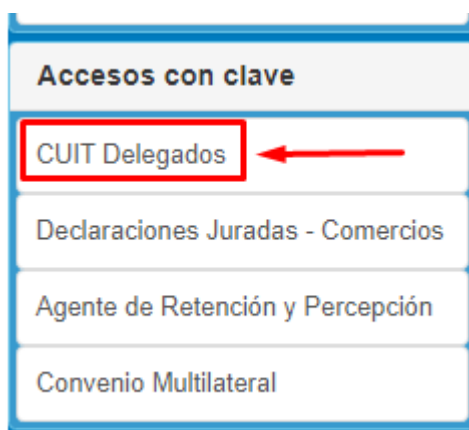 Accesos con clave
CUIT Delegados
Declaraciones Juradas - Comercios
Agente de Retención y Percepción
Convenio Multilateral